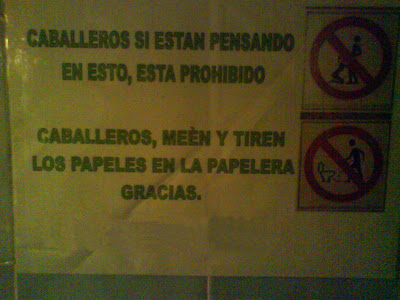 CABALLEROS SI ESTAN PENSANDO
EN ESTO, ESTA PROHIBIDO
CABALLEROS, MEÈN Y TIREN
LOS PAPELES EN LA PAPELERA
GRACIAS.